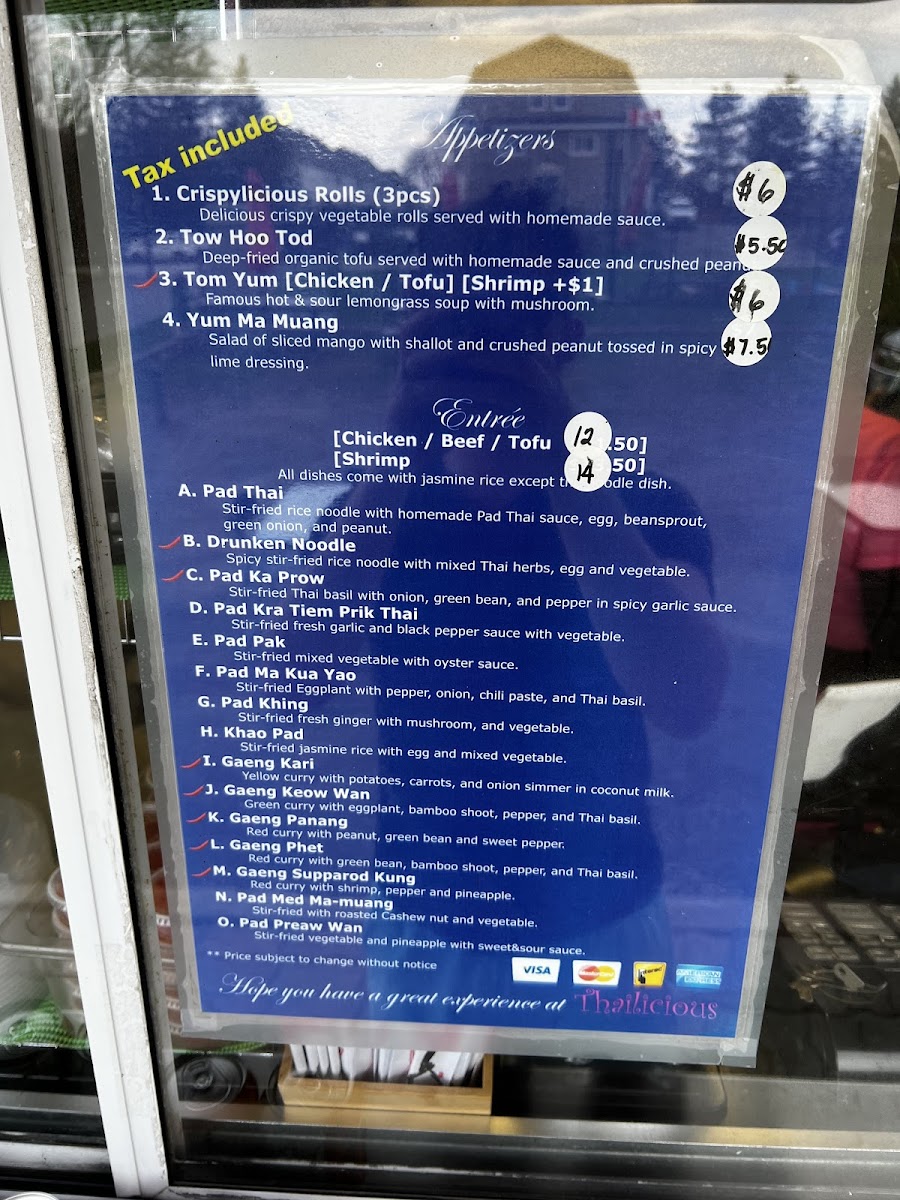 Tax included
Appetizers
1. Crispylicious Rolls (3pcs) $6
Delicious crispy vegetable rolls served with homemade sauce.
2. Tow Hoo Tod $5.50
Deep-fried organic tofu served with homemade sauce and crushed
3. Tom Yum [Chicken / Tofu] [Shrimp +$1] $6
Famous hot & sour lemongrass soup with mushroom.
4. Yum Ma Muang $7.50
Salad of sliced mango with shallot and crushed peanut tossed in spicy
lime dressing.
Entrée
[Chicken / Beef / Tofu 12 .50]
[Shrimp 14 .50]
All dishes come with jasmine rice except dish.
A. Pad Thai
Stir-fried rice noodle with homemade Pad Thai sauce, egg, beansprout,
green onion, and peanut.
B. Drunken Noodle
Spicy stir-fried rice noodle with mixed Thai herbs, egg and vegetable.
C. Pad Ka Prow
Stir-fried Thai basil with onion, green bean, and pepper in spicy garlic sauce.
D. Pad Kra Tiem Prik Thai
Stir-fried fresh garlic and black pepper sauce with vegetable.
E. Pad Pak
Stir-fried mixed vegetable with oyster sauce.
F. Pad Ma Kua Yao
Stir-fried Eggplant with pepper, onion, chili paste, and Thai basil.
G. Pad Khing
Stir-fried fresh ginger with mushroom, and vegetable.
H. Khao Pad
Stir-fried jasmine rice with egg and mixed vegetable.
I. Gaeng Kari
Yellow curry with potatoes, carrots, and onion simmer in coconut milk.
J. Gaeng Keow Wan
Green curry with eggplant, bamboo shoot, pepper, and Thai basil.
K. Gaeng Panang
Red curry with peanut, green bean and sweet pepper.
L. Gaeng Phet
Red curry with green bean, bamboo shoot, pepper, and Thai basil.
M. Gaeng Supparod Kung
Red curry with shrimp, pepper and pineapple.
N. Pad Med Ma-muang
Stir-fried with roasted Cashew nut and vegetable.
O. Pad Preaw Wan
Stir-fried vegetable and pineapple with sweet&sour sauce.
** Price subject to change without notice
VISA MasterCard Interac AMERICAN EXPRESS
Hope you have a great experience at Thailicious